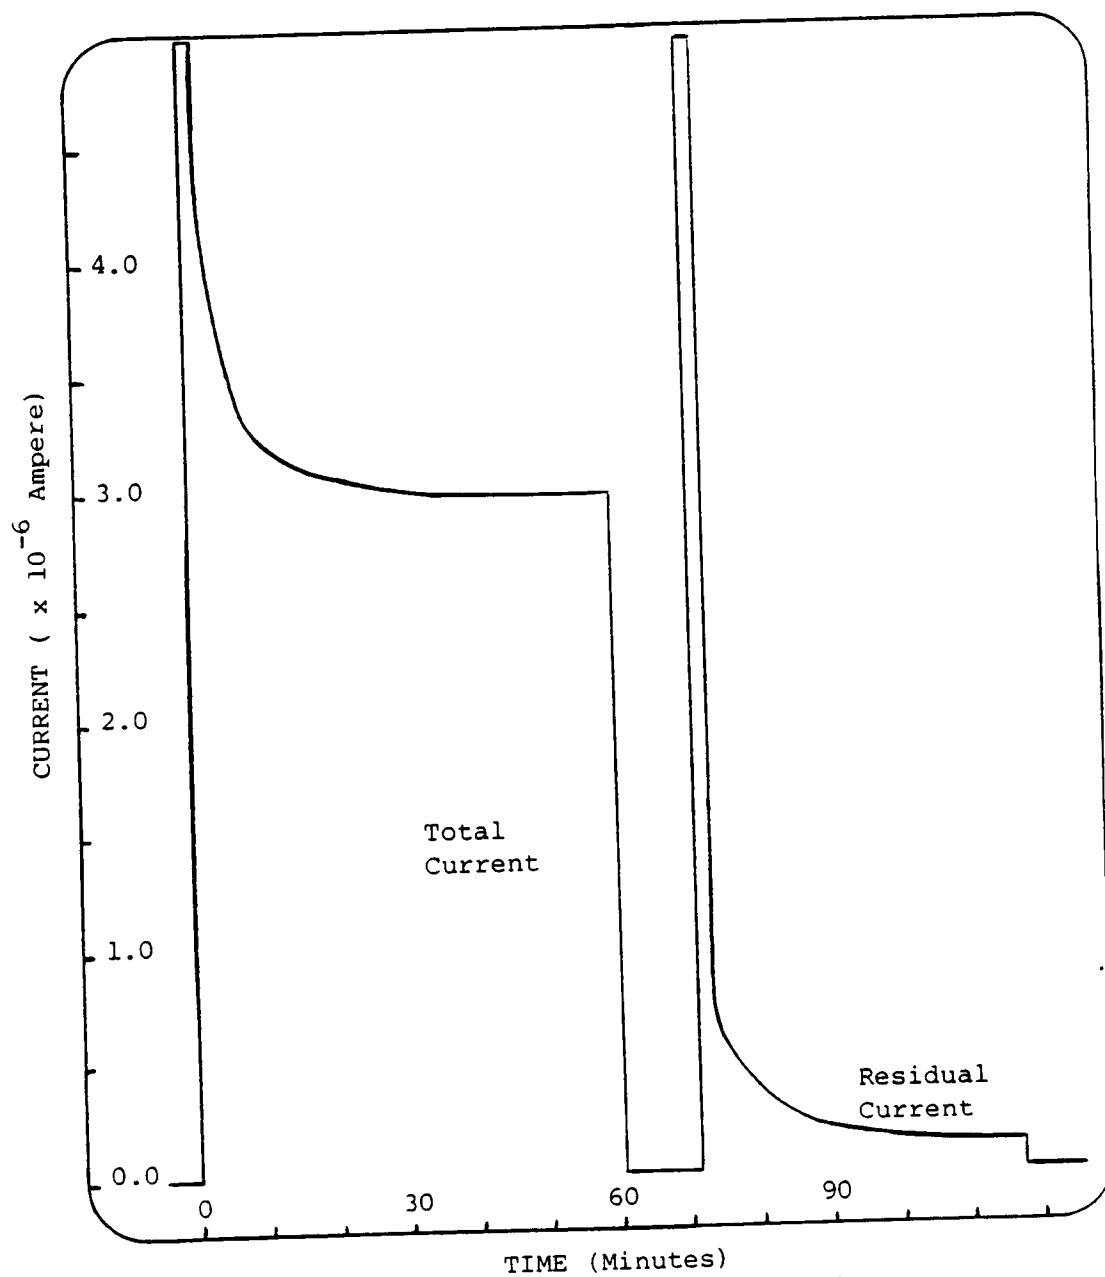 4.0
3.0
2.0
1.0
0.0
CURRENT ( x 10⁻⁶ Ampere)
Total
Current
Residual
Current
0 30 60 90
TIME (Minutes)